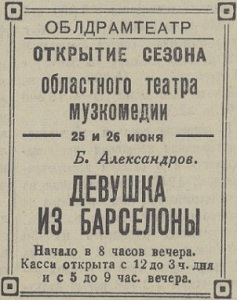 ОБЛДРАМТЕАТР
ОТКРЫТИЕ СЕЗОНА
областного театра
музкомедии
25 и 26 июня
Б. Александров.
ДЕВУШКА
ИЗ БАРСЕЛОНЫ
Начало в 8 часов вечера.
Касса открыта с 12 до 3 ч. дня
и с 5 до 9 час. вечера.